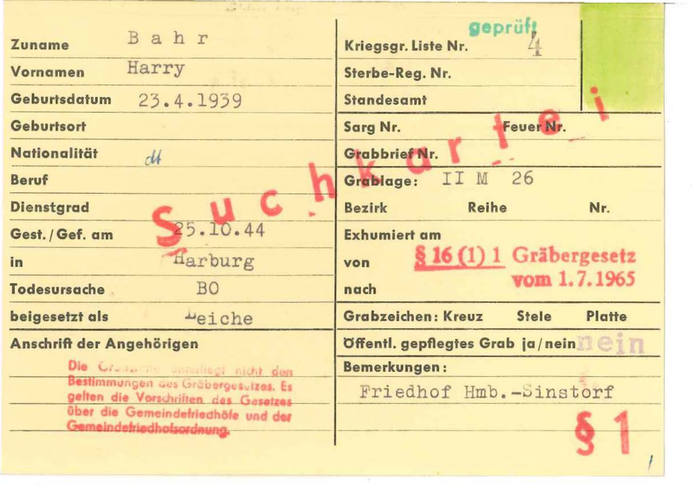 geprüft
Zuname Bahr
Vornamen Harry
Geburtsdatum 23.4.1939
Geburtsort
Nationalität dt
Beruf
Dienstgrad
Gest./Gef. am 25.10.44
in Harburg
Todesursache BO
beigesetzt als Leiche
Anschrift der Angehörigen
Die unterliegt nicht den
Bestimmungen des Gräbergesetzes. Es
gelten die Vorschriften des Gesetzes
über die Gemeindefriedhöfe und der
Gemeindefriedhofsordnung.
Suchkartei
Kriegsgr. Liste Nr. 4
Sterbe-Reg. Nr.
Standesamt
Sarg Nr. Feuer Nr.
Grabbrief Nr.
Grablage: II M 26
Bezirk Reihe Nr.
Exhumiert am
von
nach
§ 16 (1) 1 Gräbergesetz
vom 1.7.1965
Grabzeichen: Kreuz Stele Platte
Öffentl. gepflegtes Grab ja/nein nein
Bemerkungen:
Friedhof Hmb.-Sinstorf
§ 1